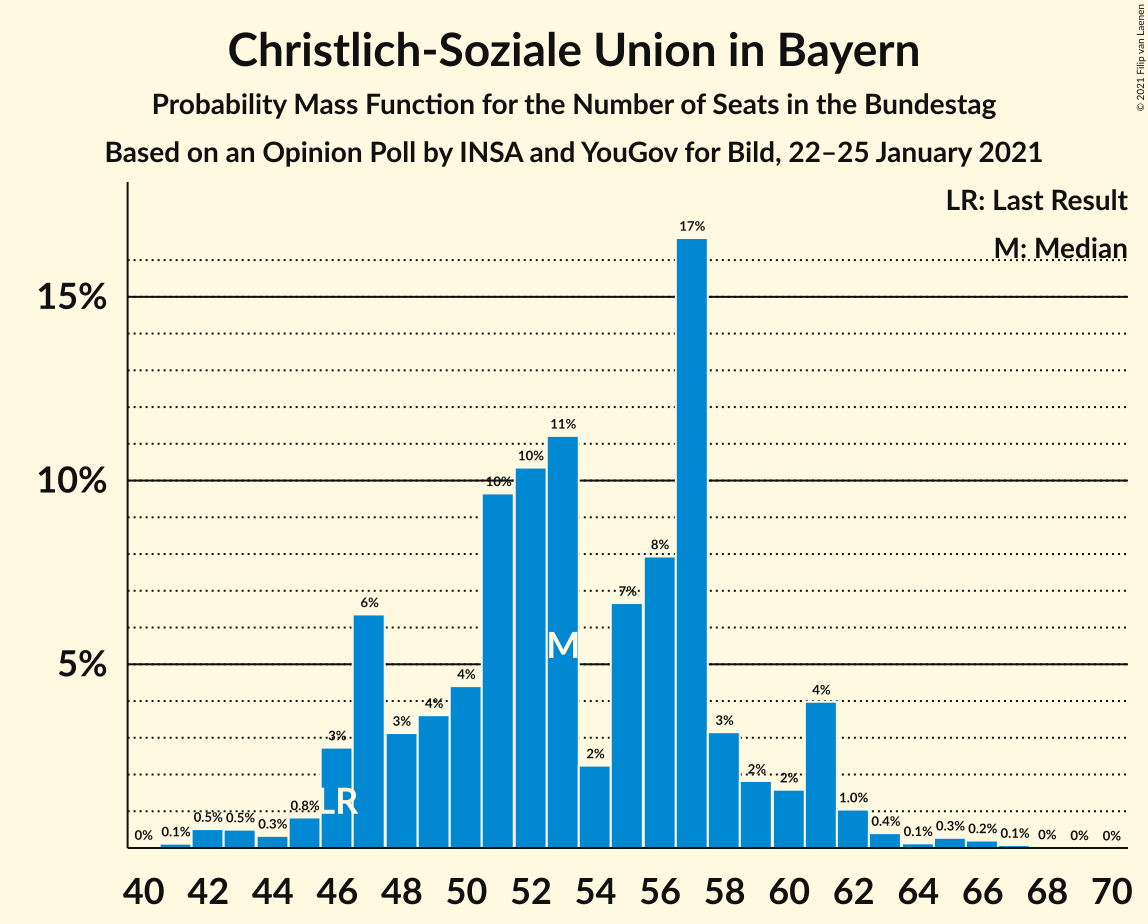 Christlich-Soziale Union in Bayern
Probability Mass Function for the Number of Seats in the Bundestag
Based on an Opinion Poll by INSA and YouGov for Bild, 22–25 January 2021
© 2021 Filip van Laenen
LR: Last Result
M: Median
15%
10%
5%
0% 0.1% 0.5% 0.5% 0.3% 0.8% 3% 6% 3% 4% 4% 10% 10% 11% 2% 7% 8% 17% 3% 2% 2% 4% 1.0% 0.4% 0.1% 0.3% 0.2% 0.1% 0% 0% 0%
M
LR
40 42 44 46 48 50 52 54 56 58 60 62 64 66 68 70